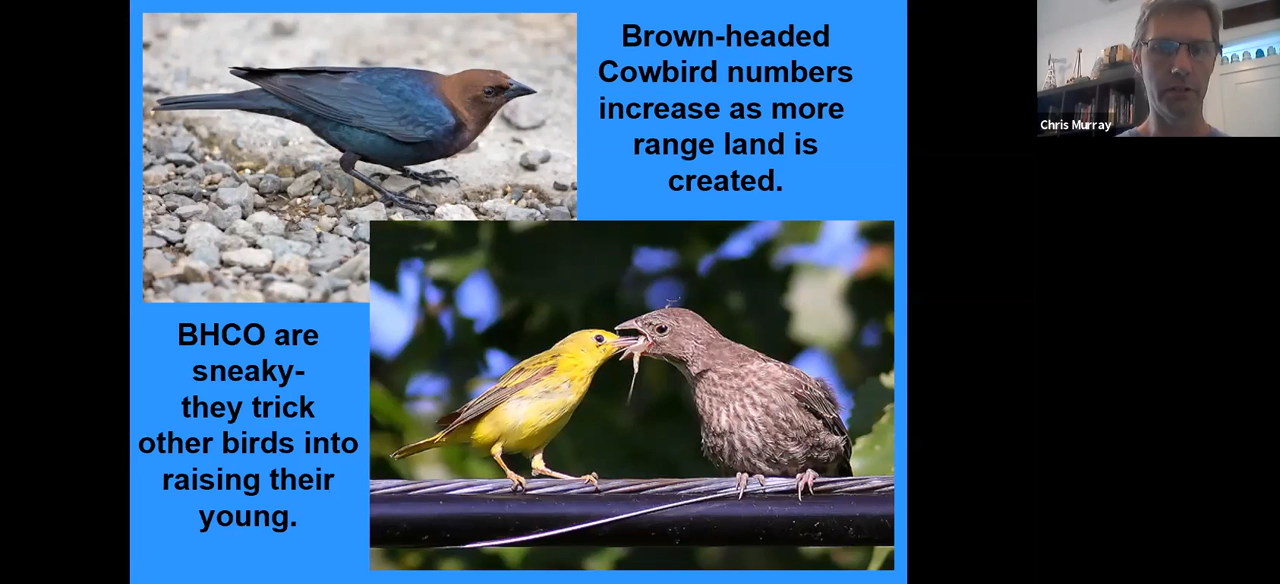 Brown-headed
Cowbird numbers
increase as more
range land is
created.
BHCO are
sneaky-
they trick
other birds into
raising their
young.
Chris Murray